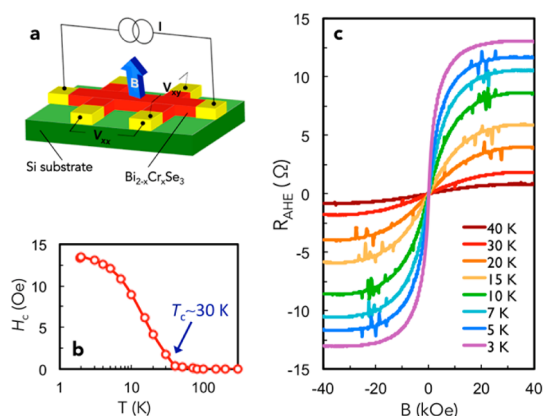 a
I
B
Vxy
Vxx
Si substrate
Bi2-xCrxSe3
b
Hc (Oe)
15
10
5
0
Tc~30 K
1
10
100
T (K)
c
RAHE (Ω)
15
10
5
0
-5
-10
-15
40 K
30 K
20 K
15 K
10 K
7 K
5 K
3 K
-40
-20
0
20
40
B (kOe)